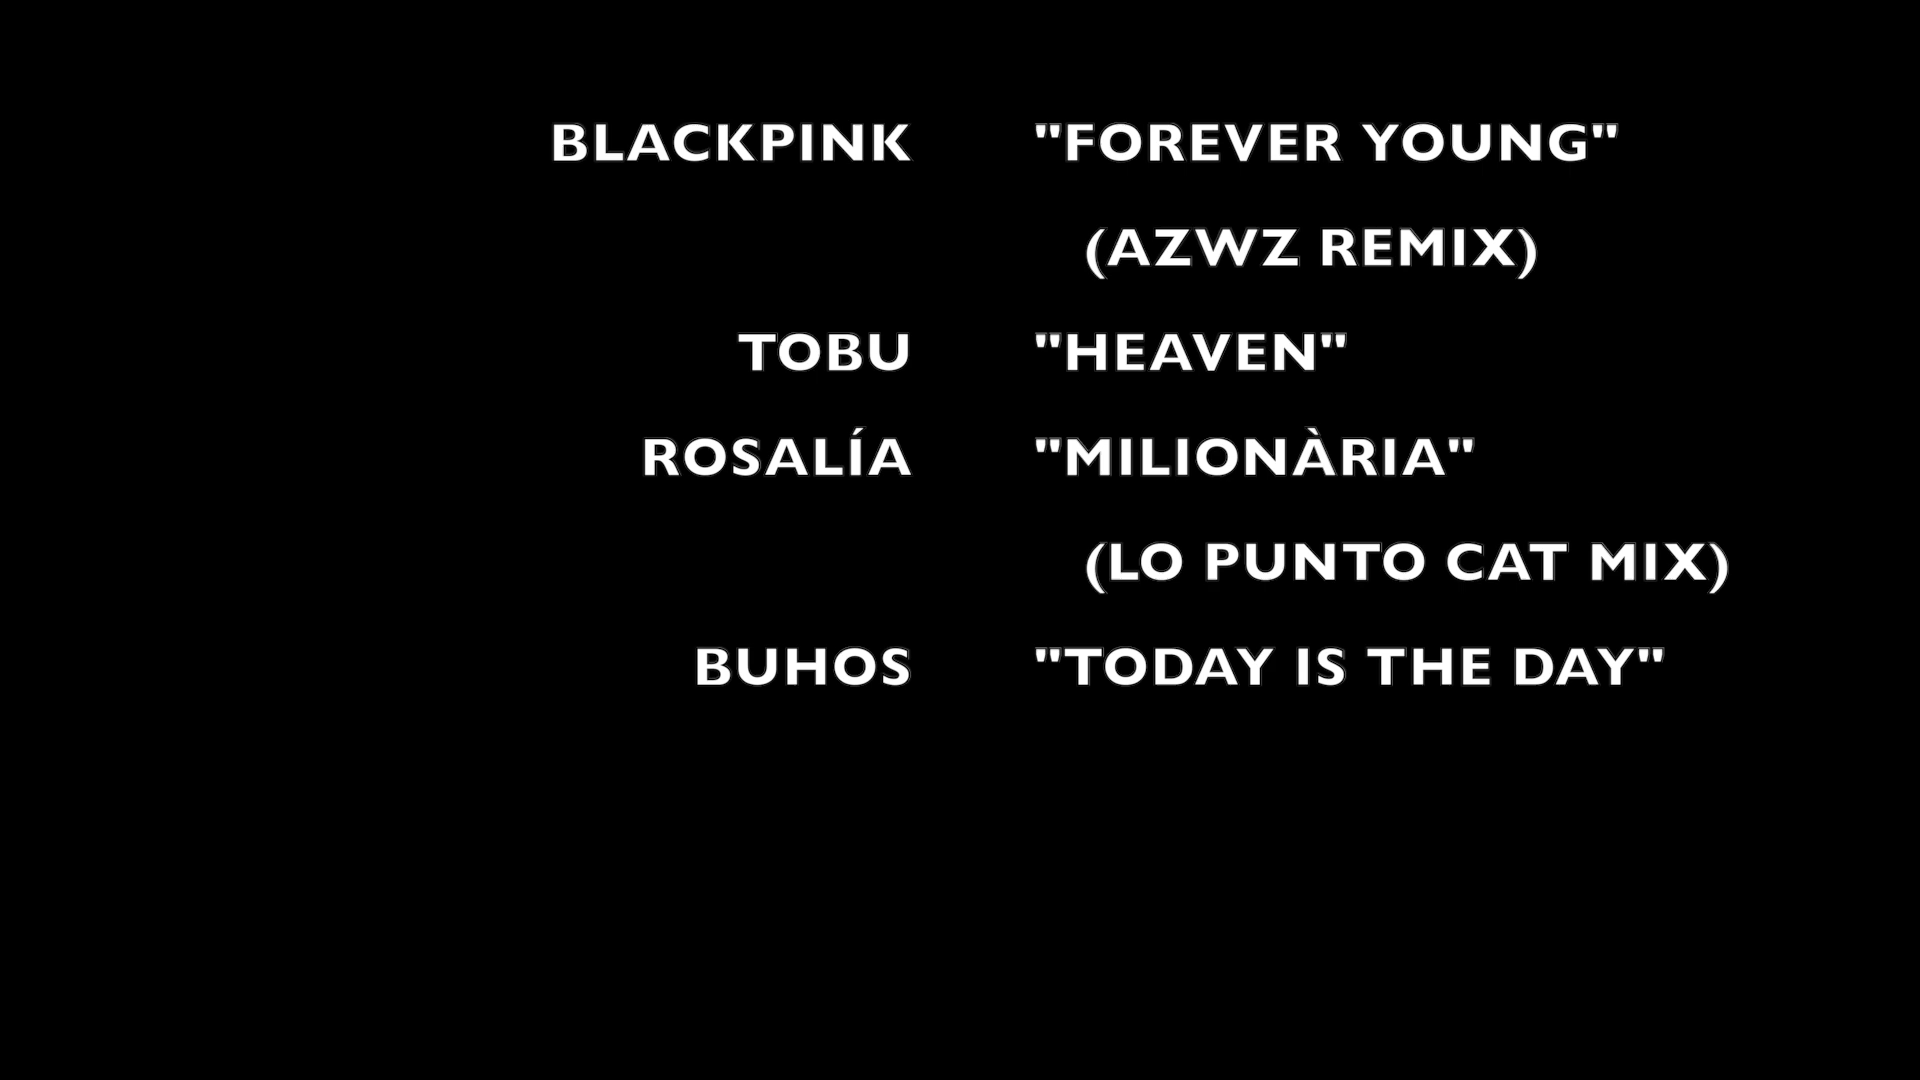 BLACKPINK "FOREVER YOUNG"
(AZWZ REMIX)
TOBU "HEAVEN"
ROSALÍA "MILIONÀRIA"
(LO PUNTO CAT MIX)
BUHOS "TODAY IS THE DAY"